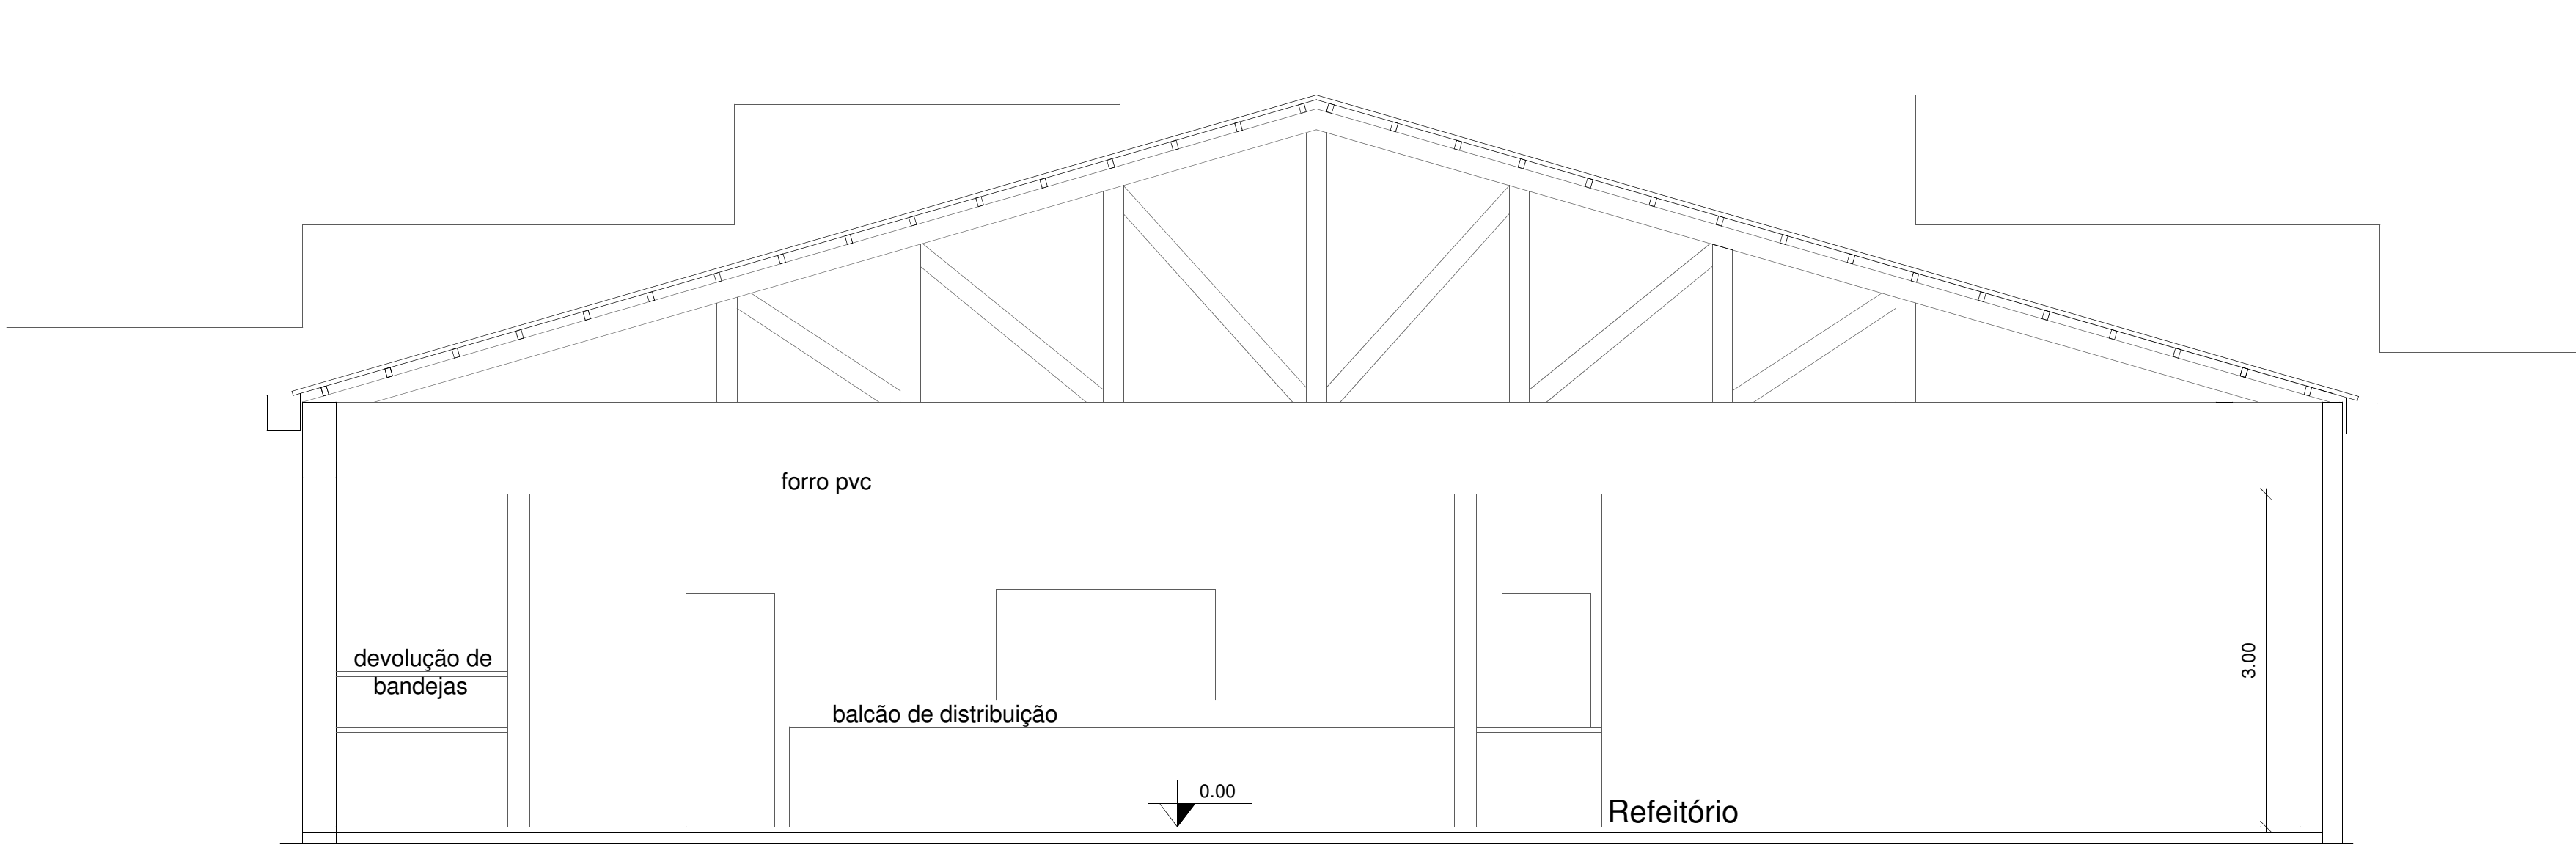 forro pvc
devolução de
bandejas
balcão de distribuição
3.00
0.00
Refeitório